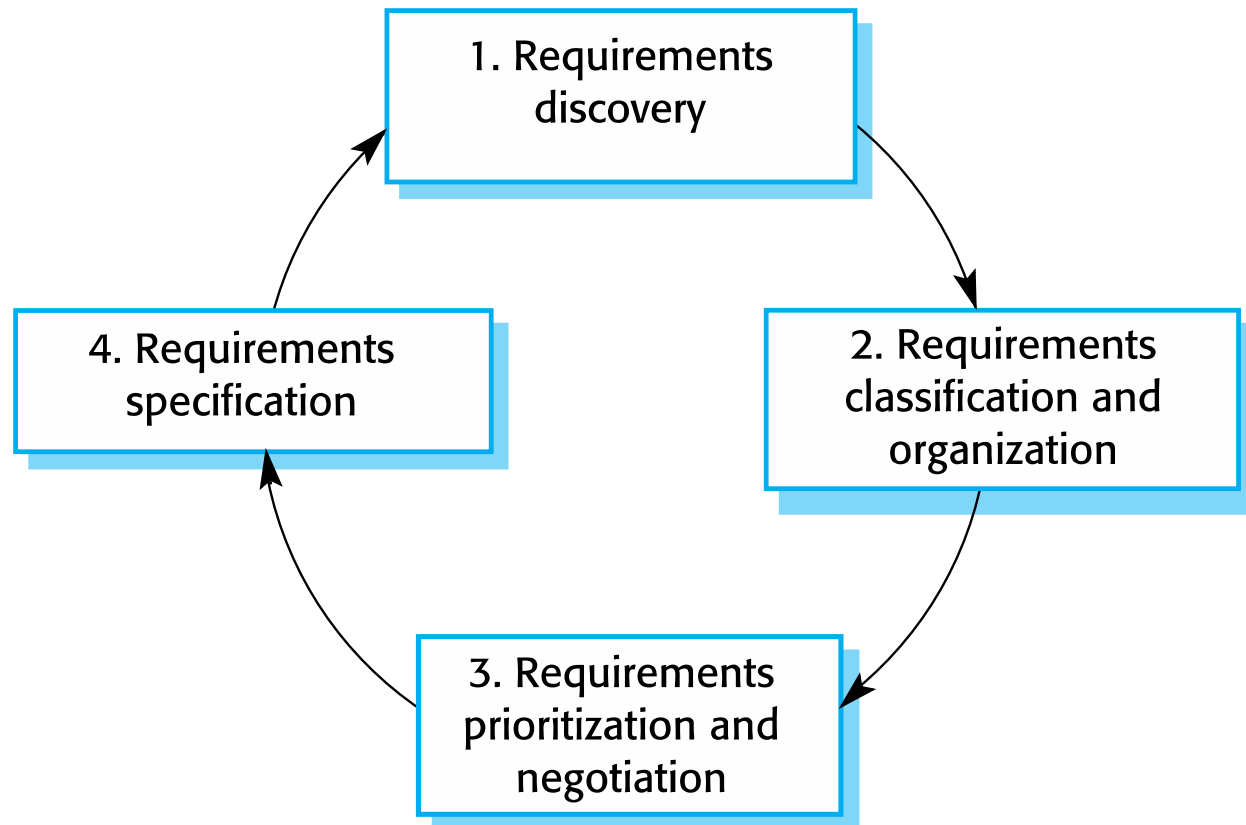 1. Requirements
discovery
2. Requirements
classification and
organization
3. Requirements
prioritization and
negotiation
4. Requirements
specification